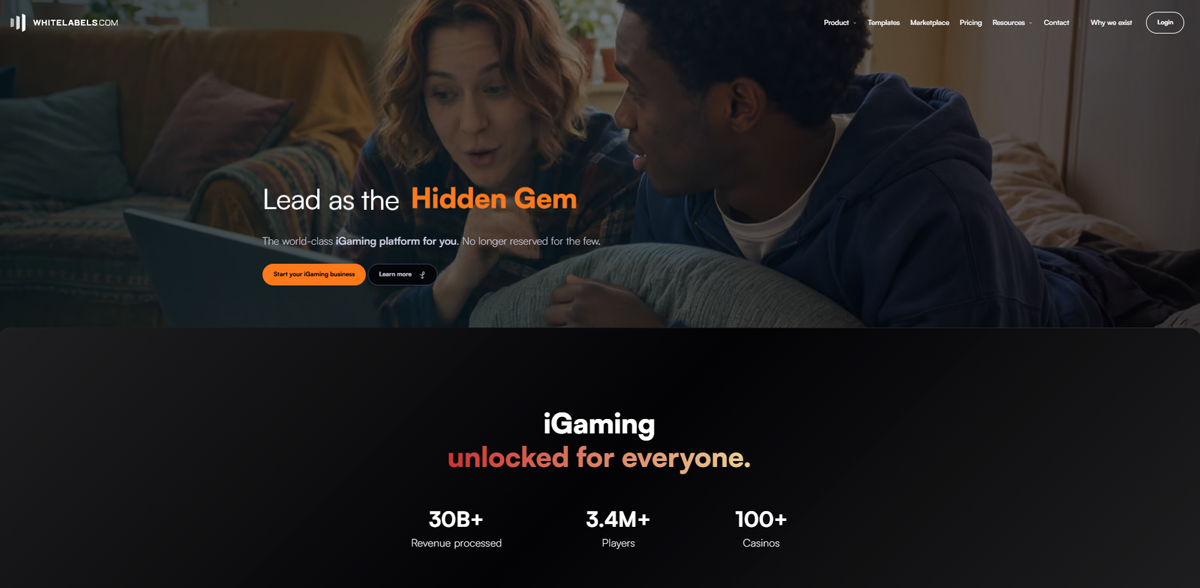 WHITELABELS.COM
Product Templates Marketplace Pricing Resources Contact Why we exist Login
Lead as the Hidden Gem
The world-class iGaming platform for you. No longer reserved for the few.
Start your iGaming business Learn more
iGaming
unlocked for everyone.
30B+ 3.4M+ 100+
Revenue processed Players Casinos